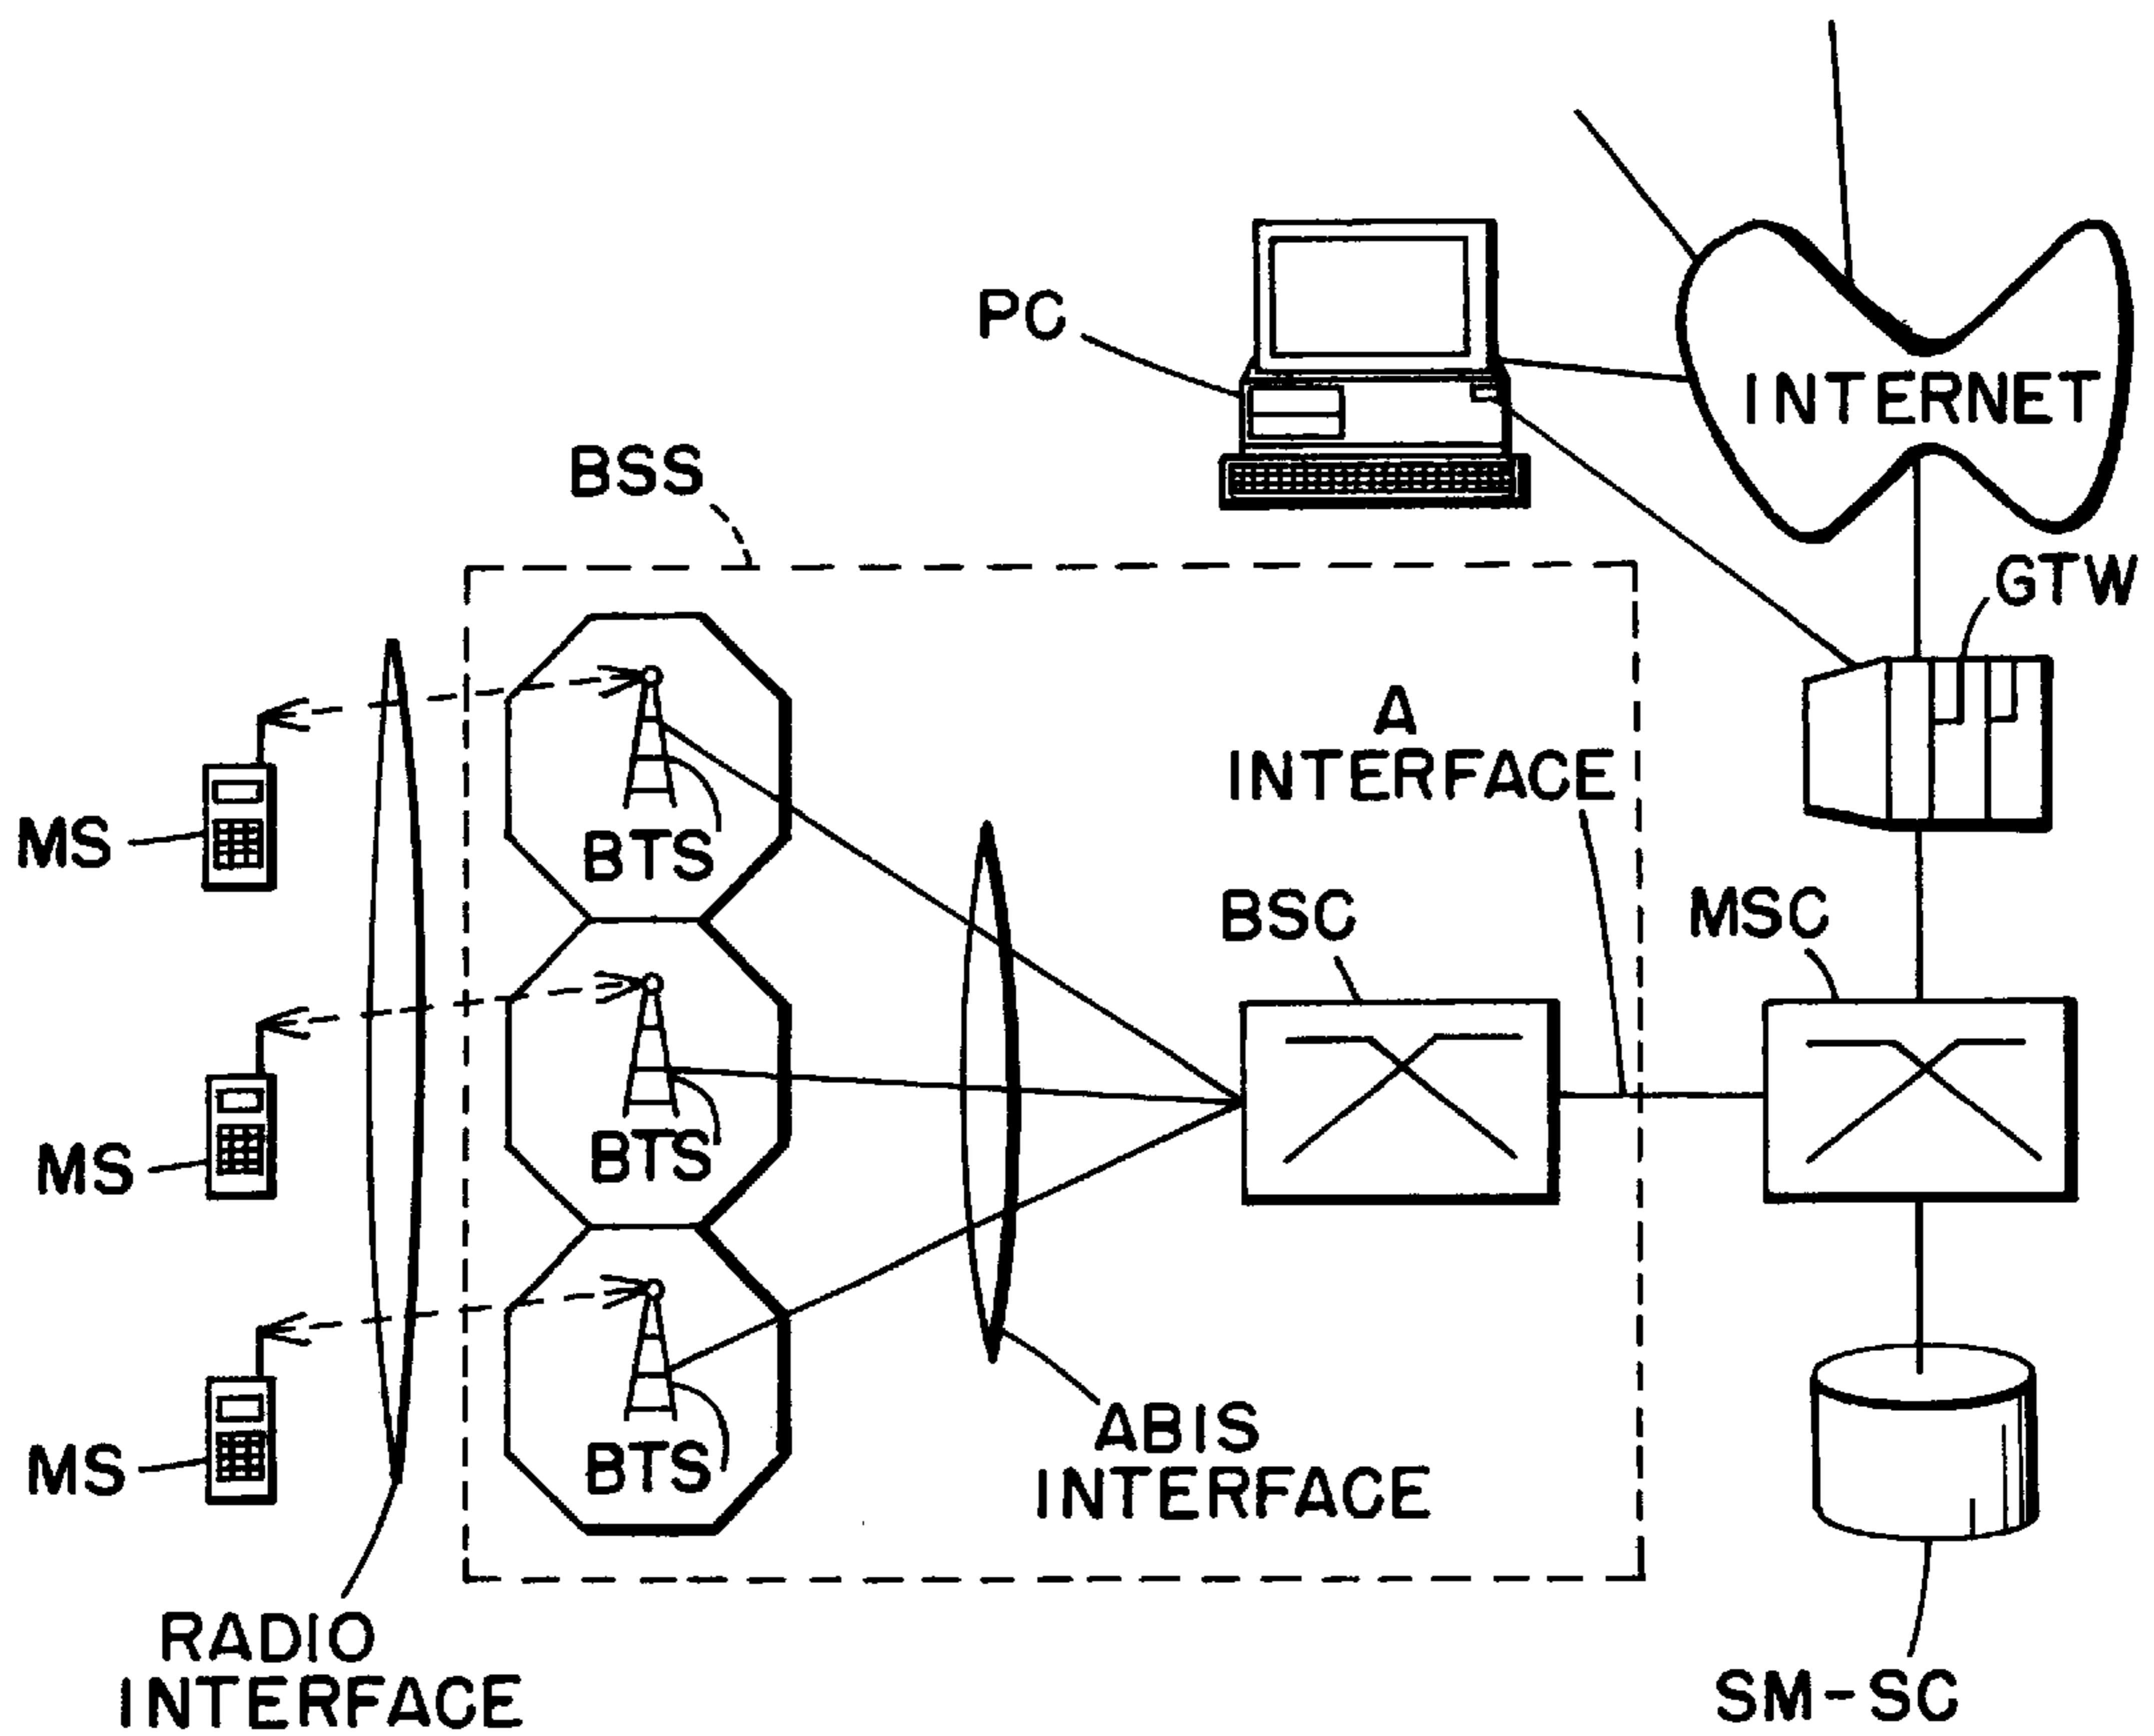 PC
INTERNET
BSS
GTW
A
INTERFACE
MS
BTS
BSC
MSC
MS
BTS
ABIS
INTERFACE
MS
BTS
RADIO
INTERFACE
SM-SC